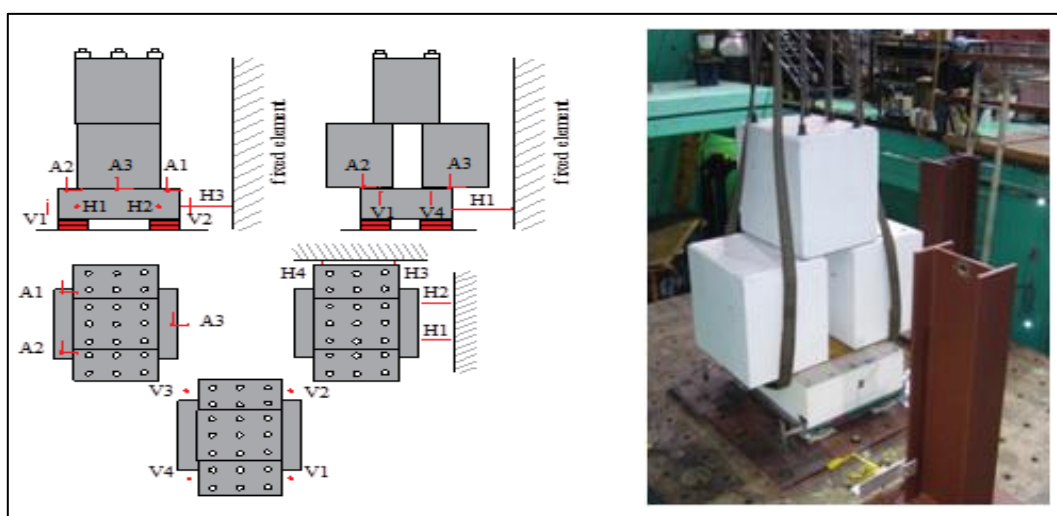 fixed element
fixed element
A2 A3 A1
H3
V1 H1 H2 V2
A2 A3
V1 V4 H1
A1
A3
A2
H4 H3
H2
H1
V3 V2
V4 V1